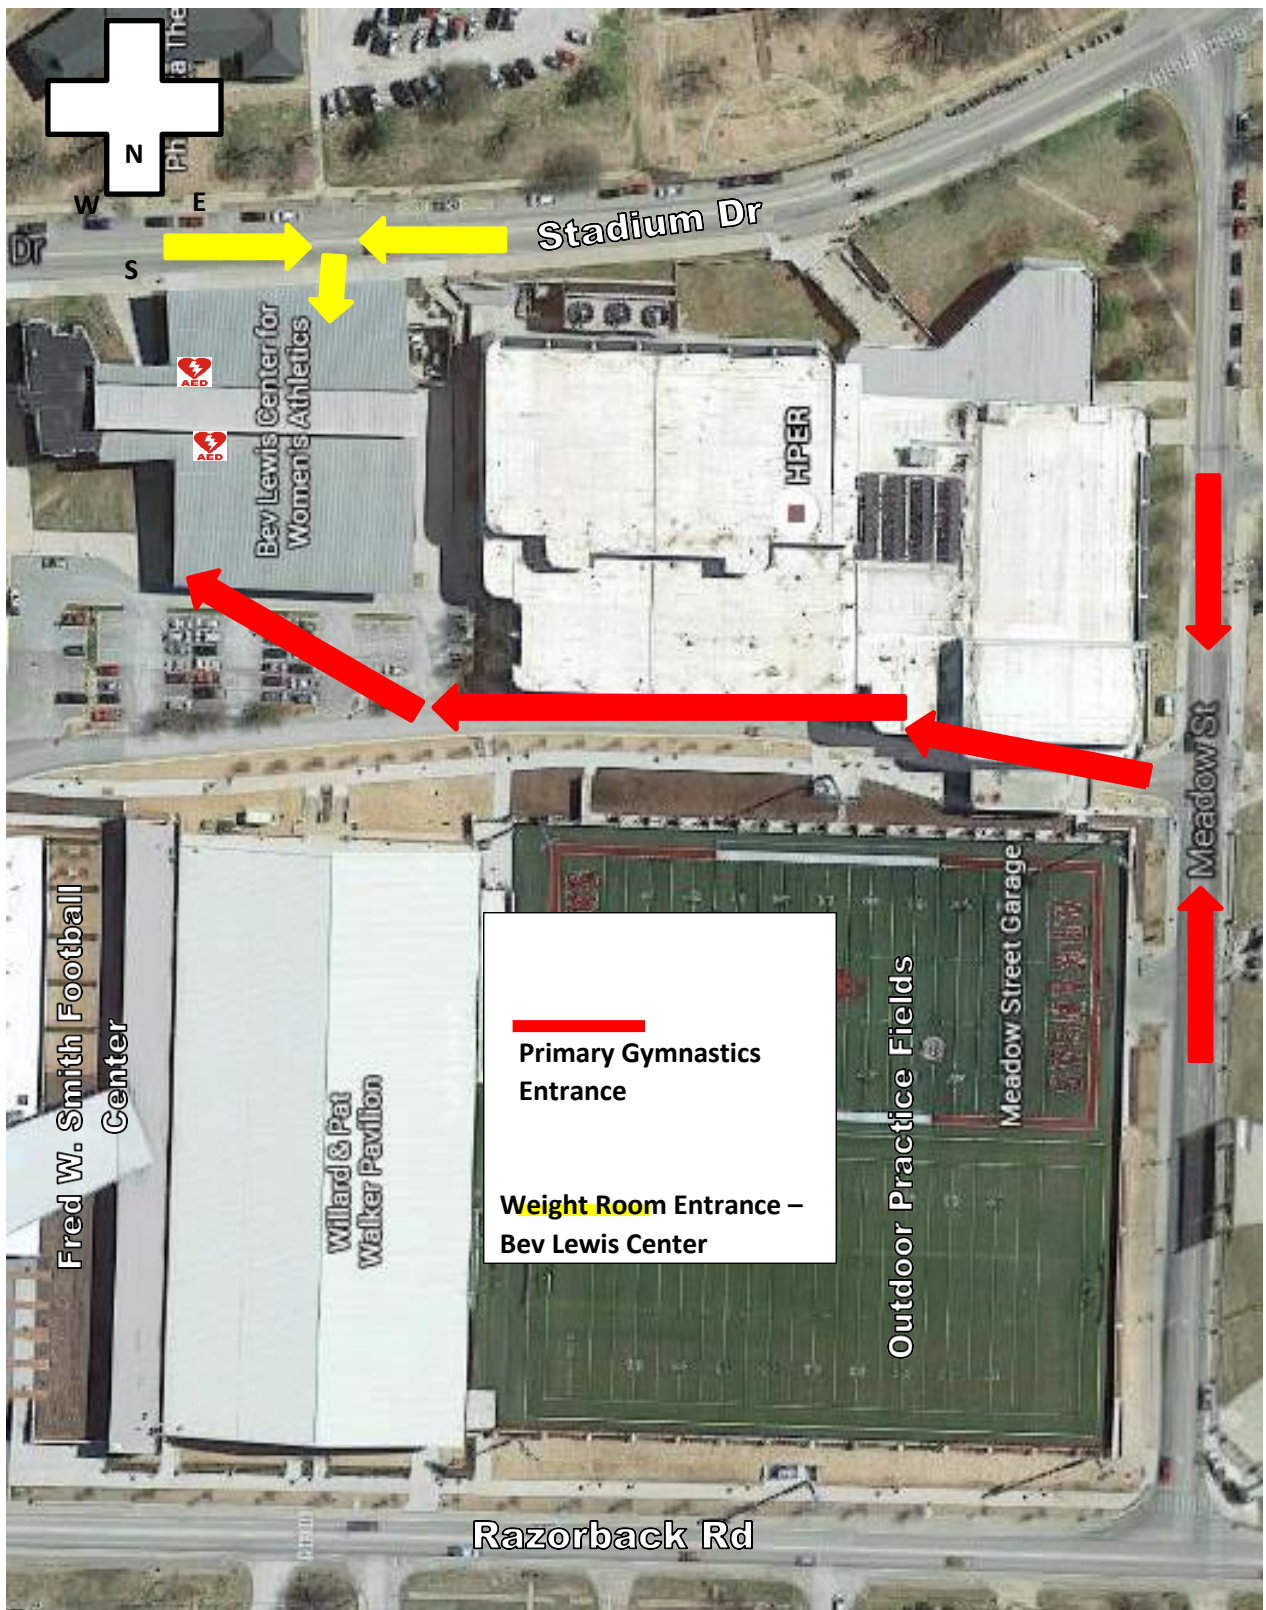 N
W
E
S
Dr
Stadium Dr
Bev Lewis Center for
Women's Athletics
AED
AED
HPER
Meadow St
Fred W. Smith Football
Center
Willard & Pat
Walker Pavilion
Primary Gymnastics
Entrance
Weight Room Entrance –
Bev Lewis Center
Outdoor Practice Fields
Meadow Street Garage
Razorback Rd